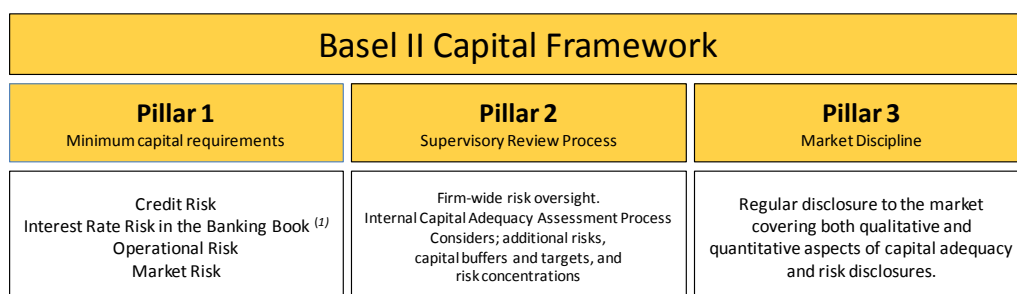 Basel II Capital Framework
Pillar 1
Minimum capital requirements
Pillar 2
Supervisory Review Process
Pillar 3
Market Discipline
Credit Risk
Interest Rate Risk in the Banking Book (1)
Operational Risk
Market Risk
Firm-wide risk oversight.
Internal Capital Adequacy Assessment Process
Considers; additional risks,
capital buffers and targets, and
risk concentrations
Regular disclosure to the market
covering both qualitative and
quantitative aspects of capital adequacy
and risk disclosures.